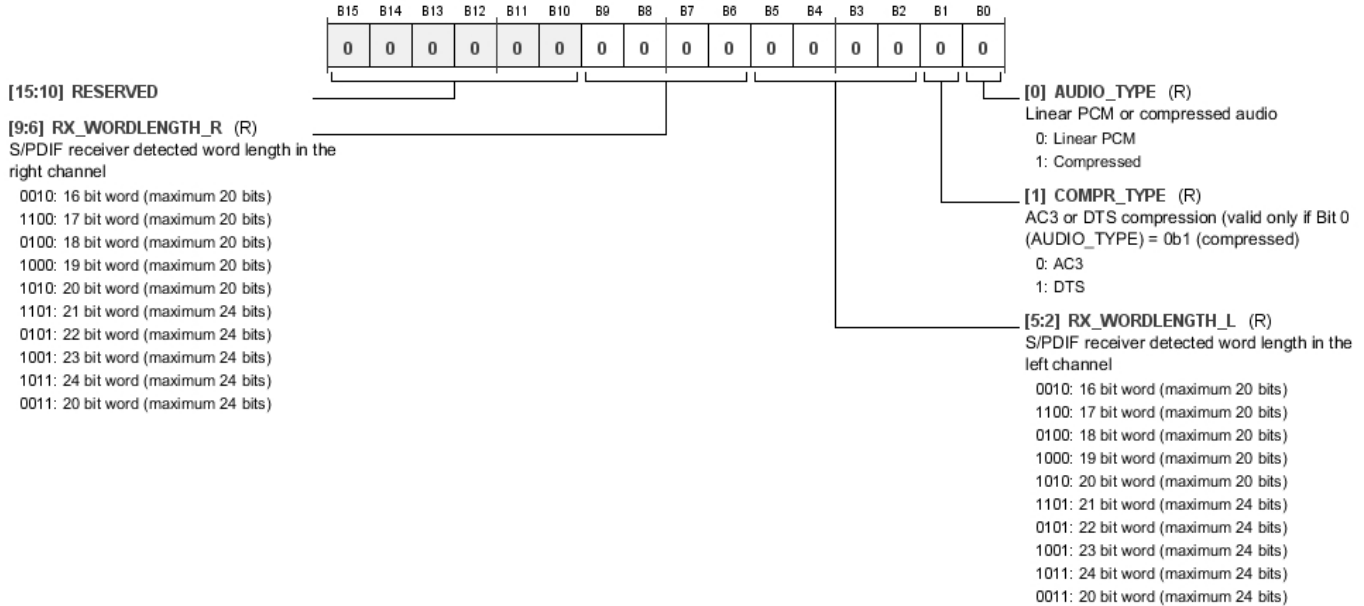 B15 B14 B13 B12 B11 B10 B9 B8 B7 B6 B5 B4 B3 B2 B1 B0
0 0 0 0 0 0 0 0 0 0 0 0 0 0 0 0
[15:10] RESERVED
[9:6] RX_WORDLENGTH_R (R)
S/PDIF receiver detected word length in the
right channel
0010: 16 bit word (maximum 20 bits)
1100: 17 bit word (maximum 20 bits)
0100: 18 bit word (maximum 20 bits)
1000: 19 bit word (maximum 20 bits)
1010: 20 bit word (maximum 20 bits)
1101: 21 bit word (maximum 24 bits)
0101: 22 bit word (maximum 24 bits)
1001: 23 bit word (maximum 24 bits)
1011: 24 bit word (maximum 24 bits)
0011: 20 bit word (maximum 24 bits)
[0] AUDIO_TYPE (R)
Linear PCM or compressed audio
0: Linear PCM
1: Compressed
[1] COMPR_TYPE (R)
AC3 or DTS compression (valid only if Bit 0
(AUDIO_TYPE) = 0b1 (compressed)
0: AC3
1: DTS
[5:2] RX_WORDLENGTH_L (R)
S/PDIF receiver detected word length in the
left channel
0010: 16 bit word (maximum 20 bits)
1100: 17 bit word (maximum 20 bits)
0100: 18 bit word (maximum 20 bits)
1000: 19 bit word (maximum 20 bits)
1010: 20 bit word (maximum 20 bits)
1101: 21 bit word (maximum 24 bits)
0101: 22 bit word (maximum 24 bits)
1001: 23 bit word (maximum 24 bits)
1011: 24 bit word (maximum 24 bits)
0011: 20 bit word (maximum 24 bits)